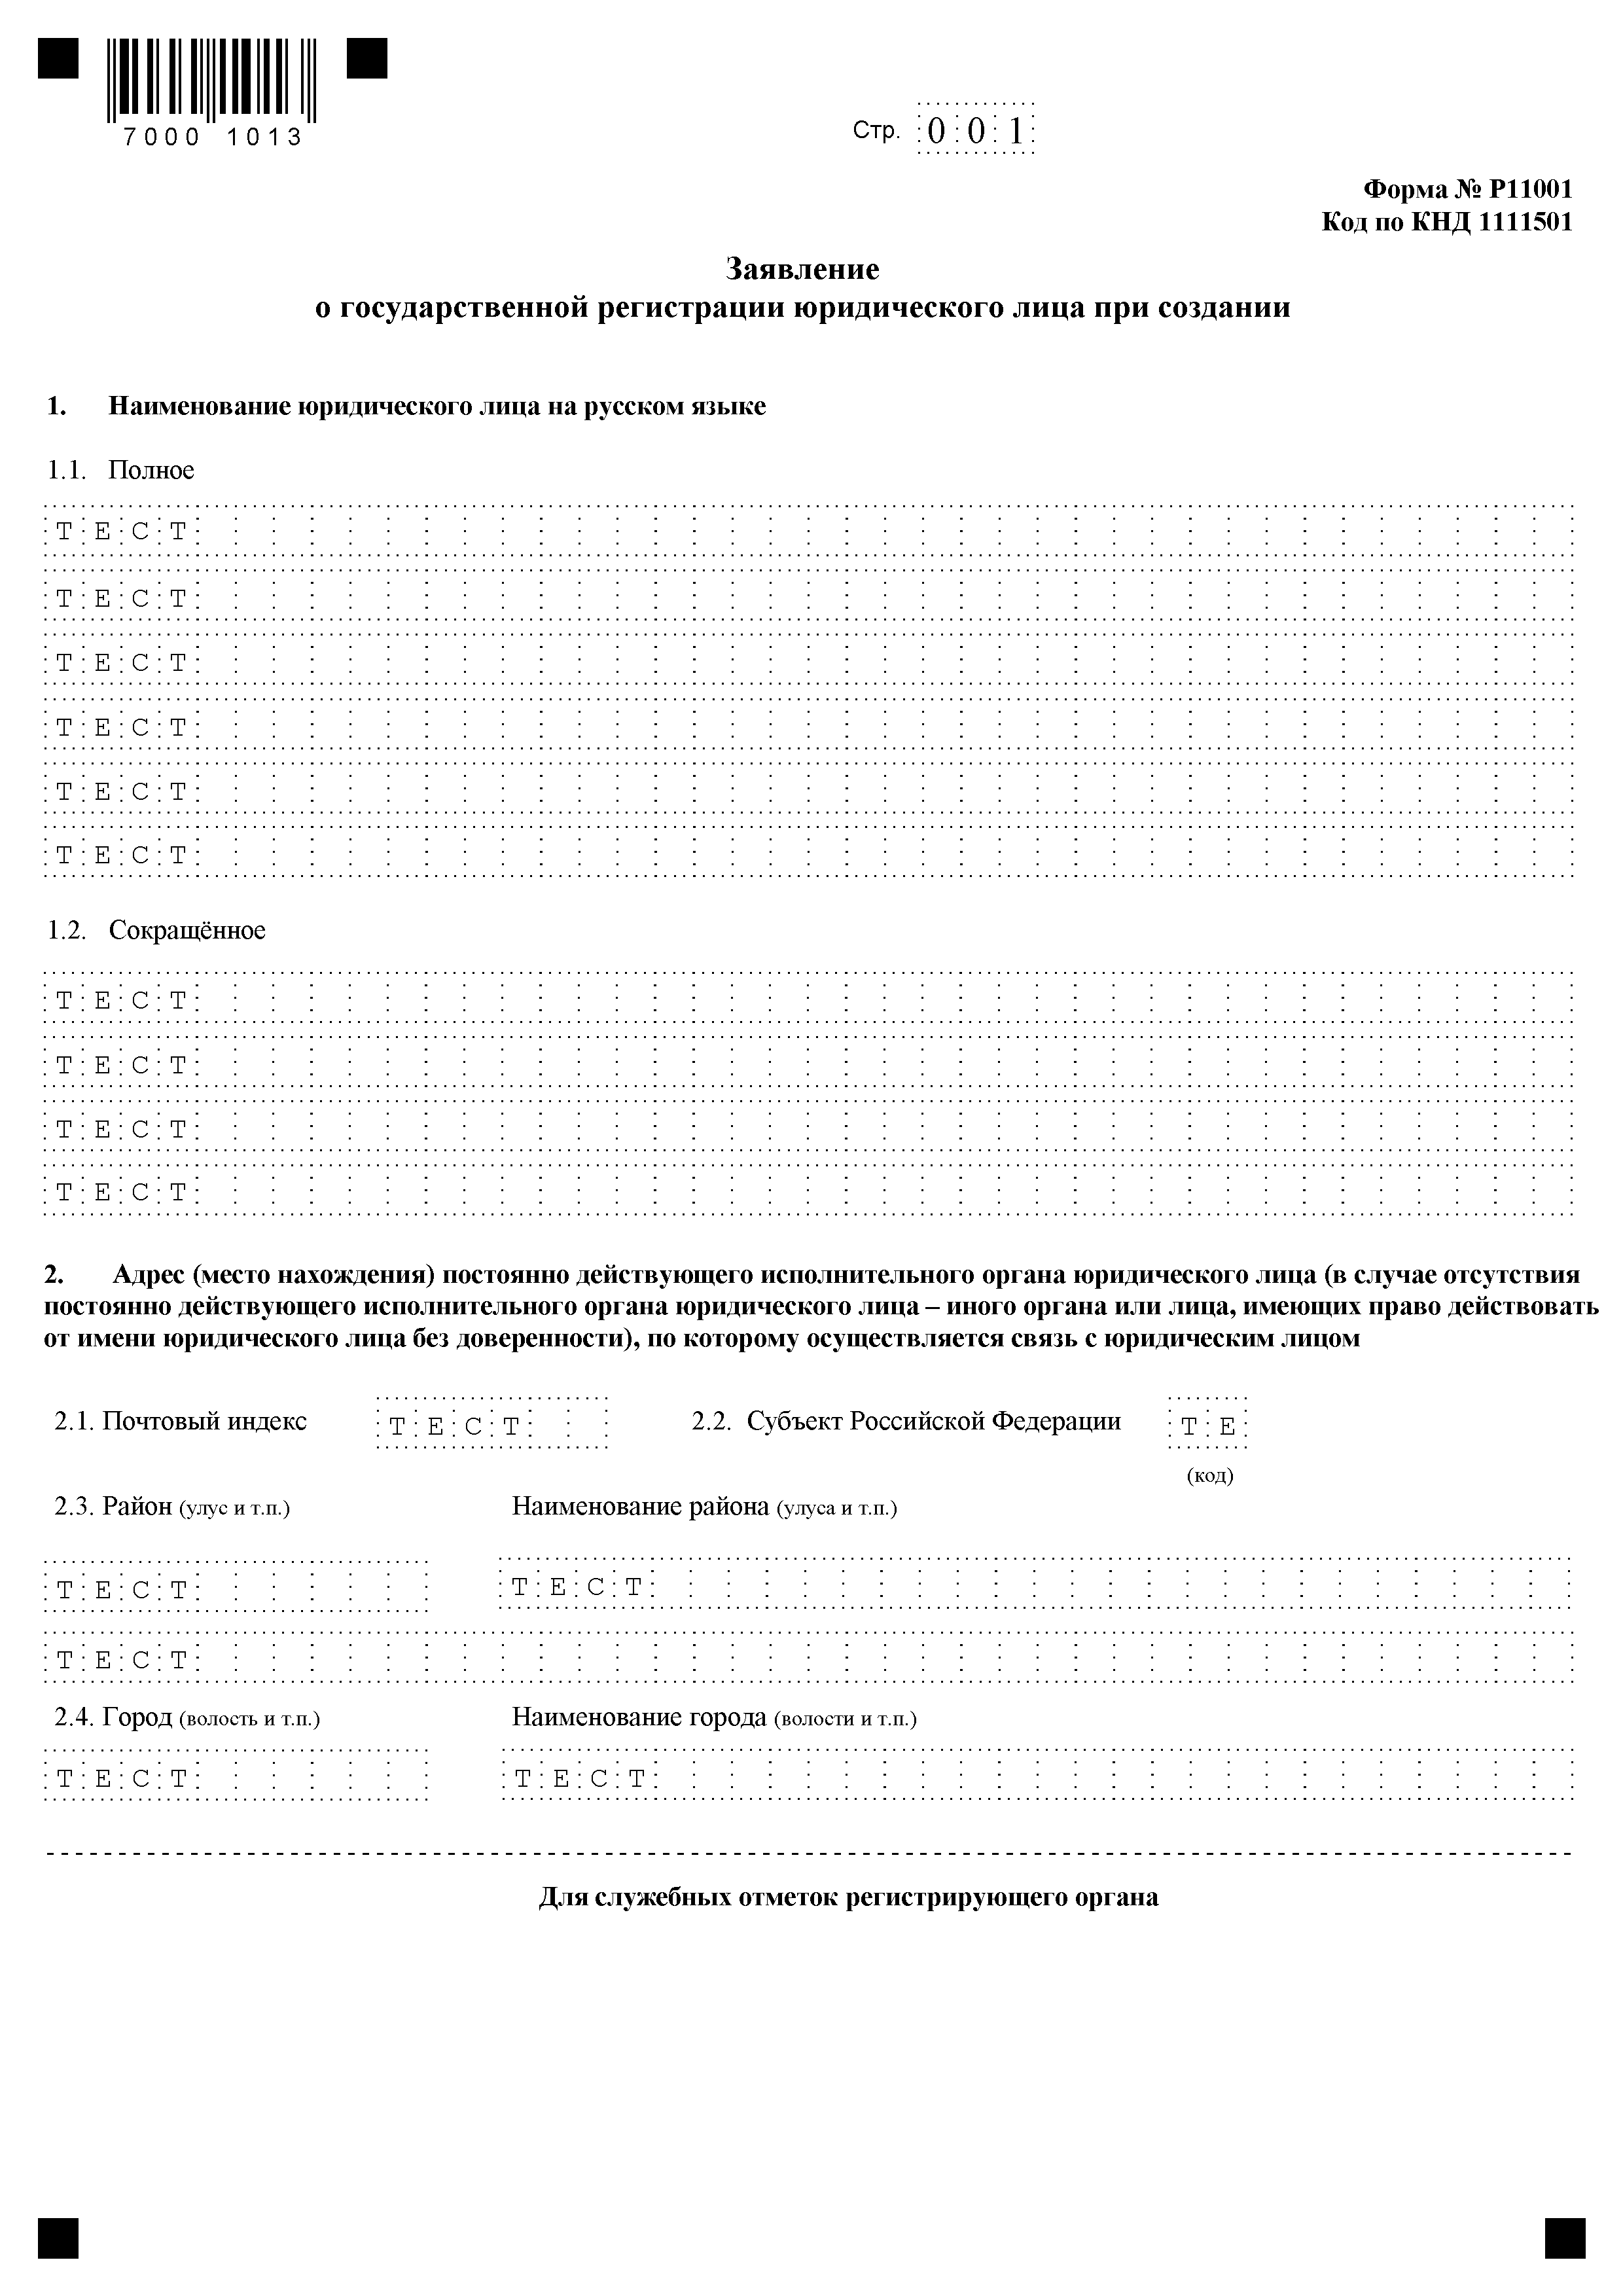 7000 1013
Стр. 001
Форма № Р11001
Код по КНД 1111501
Заявление
о государственной регистрации юридического лица при создании
1. Наименование юридического лица на русском языке
1.1. Полное
ТЕСТ
ТЕСТ
ТЕСТ
ТЕСТ
ТЕСТ
ТЕСТ
1.2. Сокращённое
ТЕСТ
ТЕСТ
ТЕСТ
ТЕСТ
2. Адрес (место нахождения) постоянно действующего исполнительного органа юридического лица (в случае отсутствия
постоянно действующего исполнительного органа юридического лица – иного органа или лица, имеющих право действовать
от имени юридического лица без доверенности), по которому осуществляется связь с юридическим лицом
2.1. Почтовый индекс ТЕСТ 2.2. Субъект Российской Федерации ТЕ
(код)
2.3. Район (улус и т.п.) Наименование района (улуса и т.п.)
ТЕСТ ТЕСТ
ТЕСТ
2.4. Город (волость и т.п.) Наименование города (волости и т.п.)
ТЕСТ ТЕСТ
Для служебных отметок регистрирующего органа